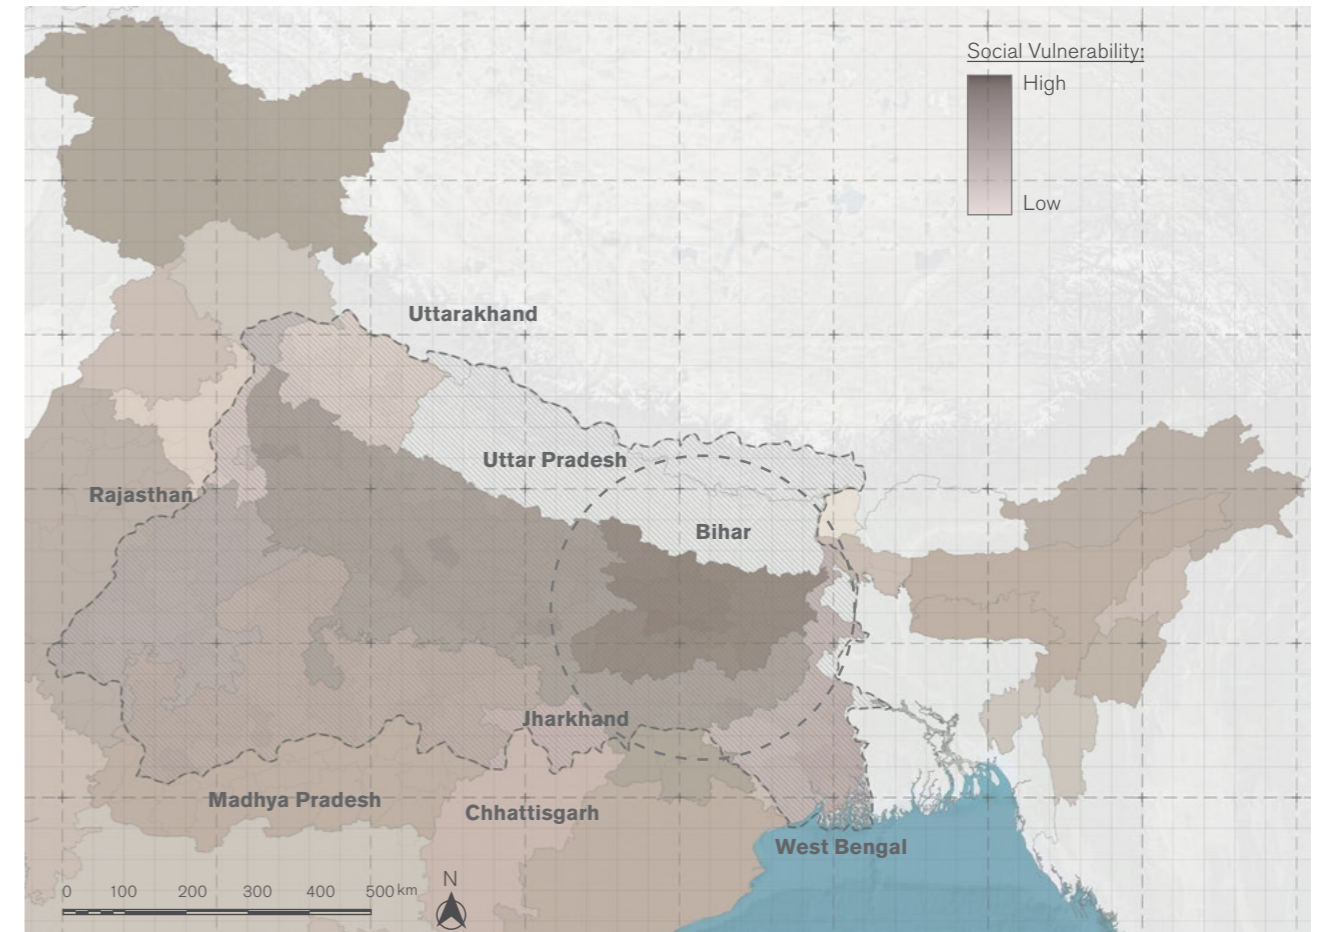 Social Vulnerability:
High
Low
Uttarakhand
Uttar Pradesh
Rajasthan
Bihar
Jharkhand
Madhya Pradesh
Chhattisgarh
West Bengal
0 100 200 300 400 500 km
N